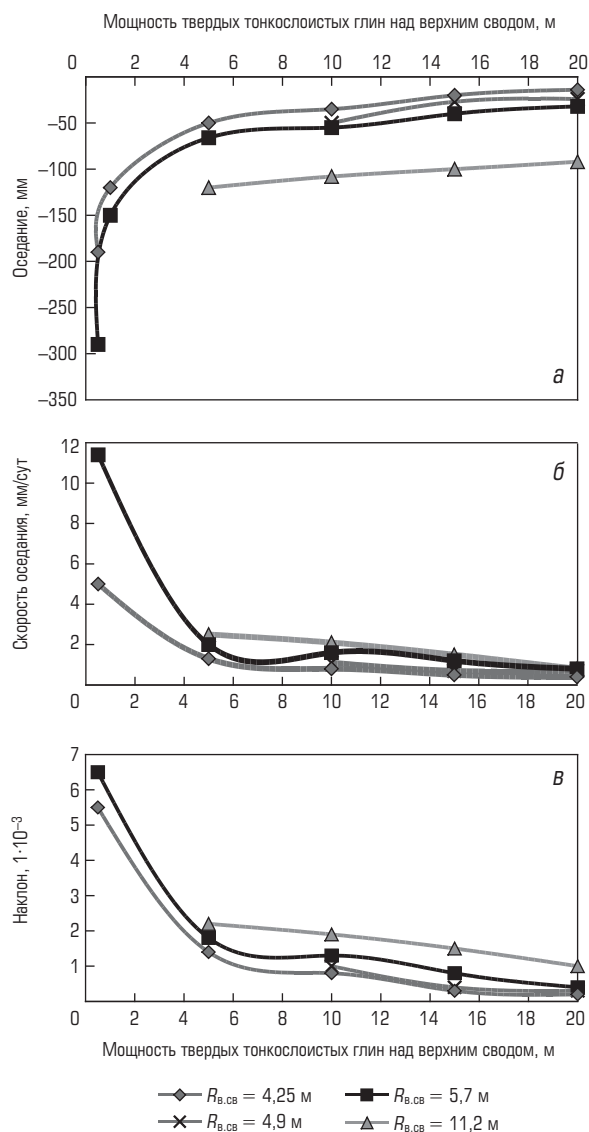 Мощность твердых тонкослоистых глин над верхним сводом, м
0 2 4 6 8 10 12 14 16 18 20
Оседание, мм
–50
–100
–150
–200
–250
–300
–350
а
Скорость оседания, мм/сут
12
10
8
6
4
2
б
0 2 4 6 8 10 12 14 16 18 20
Наклон, 1·10⁻³
7
6
5
4
3
2
1
в
0 2 4 6 8 10 12 14 16 18 20
Мощность твердых тонкослоистых глин над верхним сводом, м
Rв.св = 4,25 м Rв.св = 5,7 м
Rв.св = 4,9 м Rв.св = 11,2 м